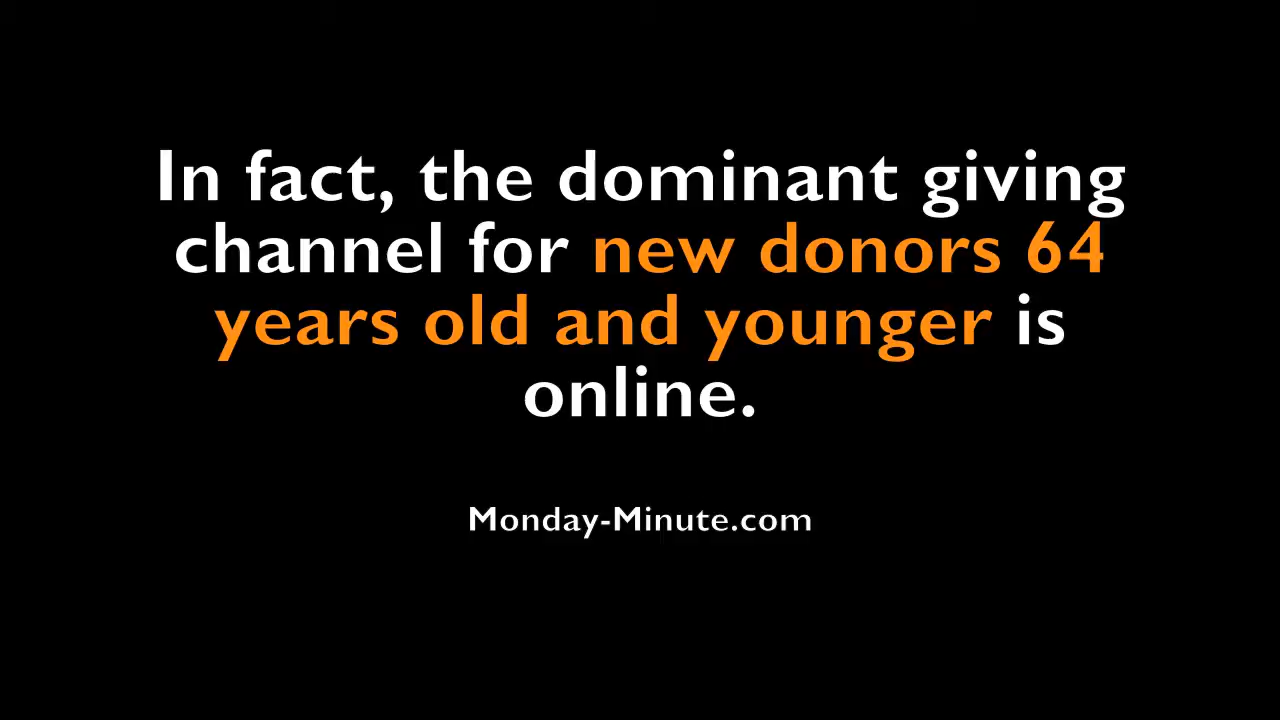 In fact, the dominant giving
channel for new donors 64
years old and younger is
online.
Monday-Minute.com